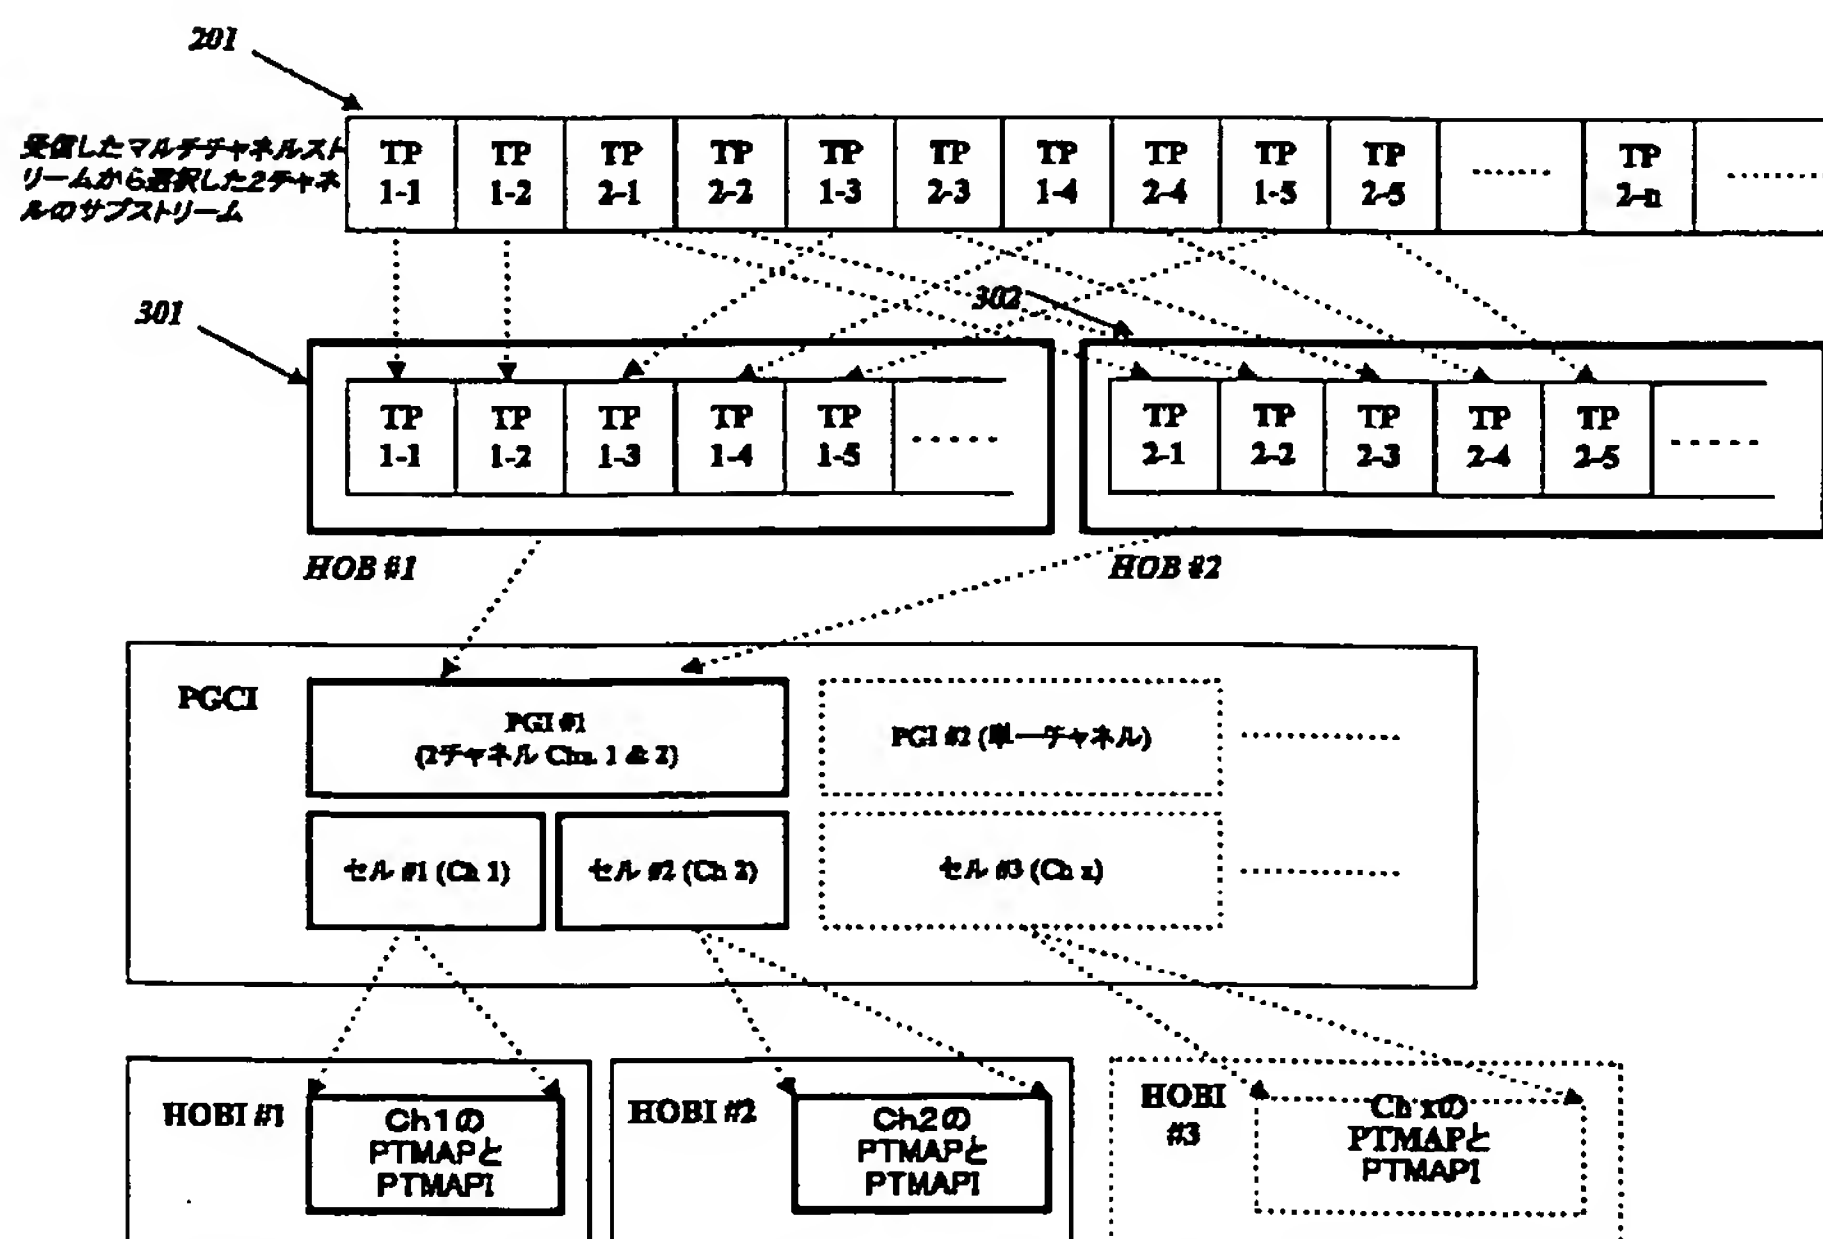 201
受信したマルチチャネルスト
リームから選択した2チャネ
ルのサブストリーム
TP 1-1
TP 1-2
TP 2-1
TP 2-2
TP 1-3
TP 2-3
TP 1-4
TP 2-4
TP 1-5
TP 2-5
TP 2-n
301
302
TP 1-1
TP 1-2
TP 1-3
TP 1-4
TP 1-5
TP 2-1
TP 2-2
TP 2-3
TP 2-4
TP 2-5
HOB #1
HOB #2
PGCI
PGI #1
(2チャネル Chs. 1 & 2)
PGI #2 (単一チャネル)
セル #1 (Ch 1)
セル #2 (Ch 2)
セル #3 (Ch x)
HOBI #1
Ch1の
PTMAPと
PTMAPI
HOBI #2
Ch2の
PTMAPと
PTMAPI
HOBI
#3
Ch xの
PTMAPと
PTMAPI